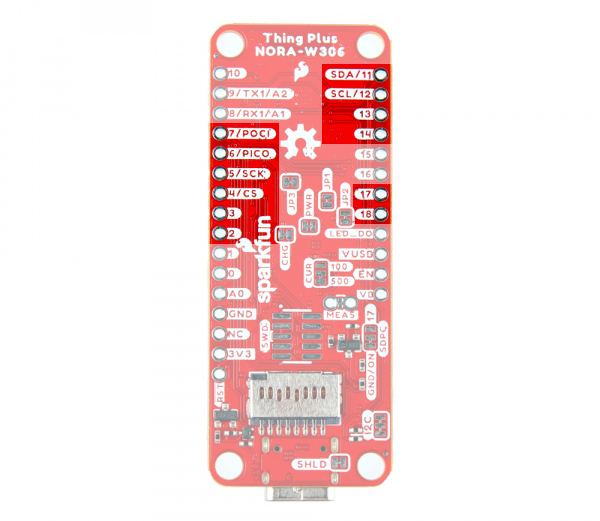 Thing Plus
NORA-W306
10
9/TX1/A2
8/RX1/A1
7/POCI
6/PICO
5/SCK
4/CS
3
2
1
0
A0
GND
NC
3V3
RST
SDA/11
SCL/12
13
14
15
16
17
18
LED_DO
VUSB
EN
VB
JP3
PWR
JP1
JP2
CHG
sparkfun
CUR
100
500
MEAS
SWD
17
SDPC
GND/ON
I2C
SHLD